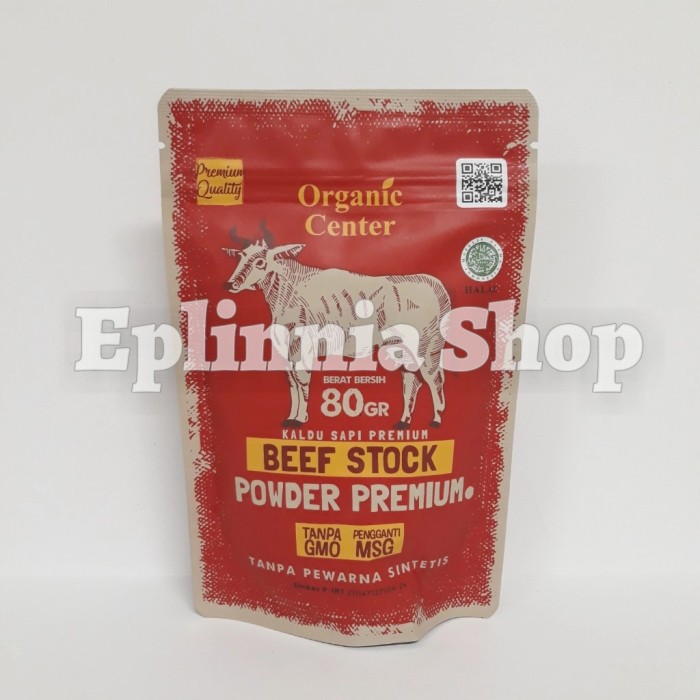 Premium
Quality
Organic
Center
HALAL
Eplinnia Shop
BERAT BERSIH
80GR
KALDU SAPI PREMIUM
BEEF STOCK
POWDER PREMIUM.
TANPA
GMO
PENGGANTI
MSG
TANPA PEWARNA SINTETIS